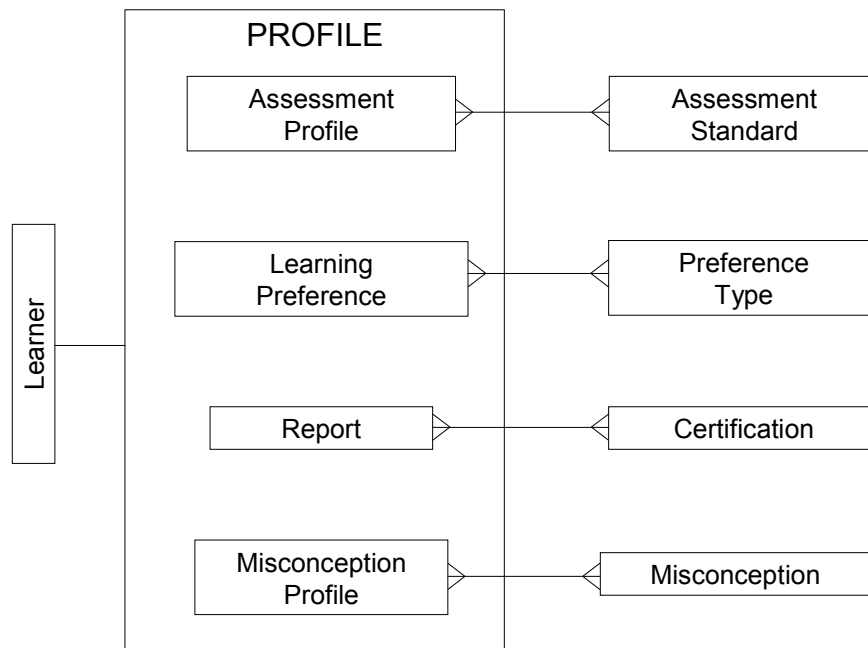 PROFILE
Assessment
Profile
Assessment
Standard
Learning
Preference
Preference
Type
Learner
Report
Certification
Misconception
Profile
Misconception